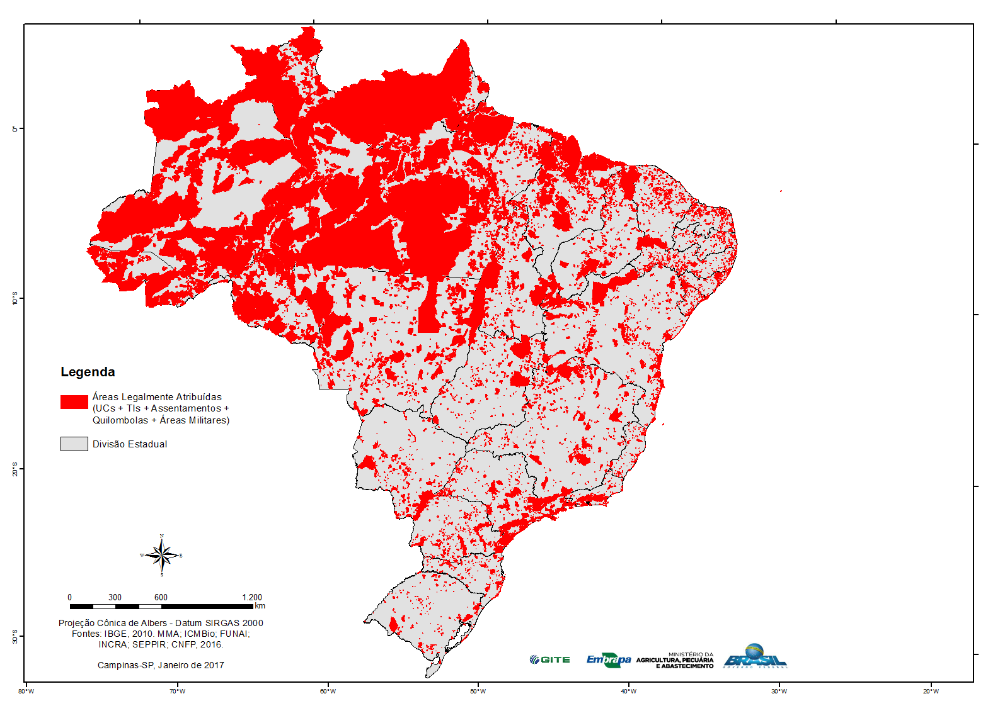 Legenda
Áreas Legalmente Atribuídas
(UCs + TIs + Assentamentos +
Quilombolas + Áreas Militares)
Divisão Estadual
N
W
E
S
0
300
600
1.200
km
Projeção Cônica de Albers - Datum SIRGAS 2000
Fontes: IBGE, 2010. MMA; ICMBio; FUNAI;
INCRA; SEPPIR; CNFP, 2016.
Campinas-SP, Janeiro de 2017
GITE
Embrapa
MINISTÉRIO DA
AGRICULTURA, PECUÁRIA
E ABASTECIMENTO
BRASIL
GOVERNO FEDERAL
0°
10°S
20°S
30°S
80°W
70°W
60°W
50°W
40°W
30°W
20°W